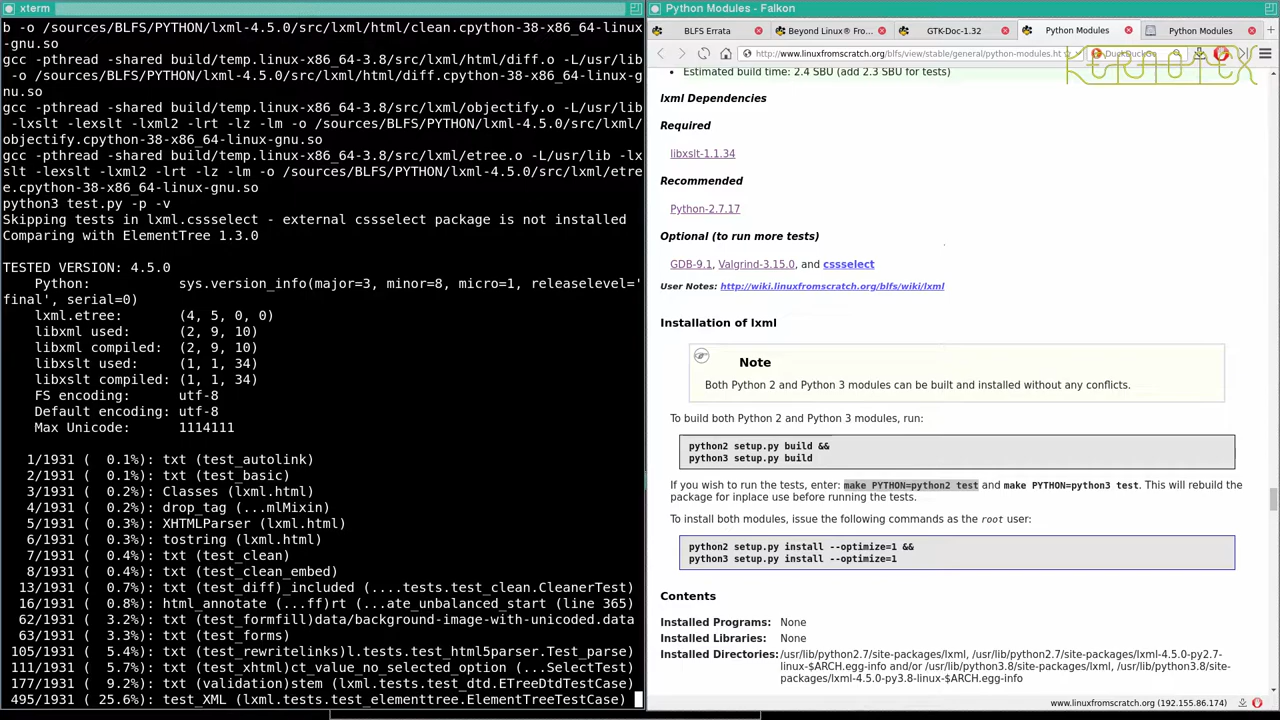 xterm
b -o /sources/BLFS/PYTHON/lxml-4.5.0/src/lxml/html/clean.cpython-38-x86_64-linux
-gnu.so
gcc -pthread -shared build/temp.linux-x86_64-3.8/src/lxml/html/diff.o -L/usr/lib
-o /sources/BLFS/PYTHON/lxml-4.5.0/src/lxml/html/diff.cpython-38-x86_64-linux-g
nu.so
gcc -pthread -shared build/temp.linux-x86_64-3.8/src/lxml/objectify.o -L/usr/lib
-lxslt -lexslt -lxml2 -lrt -lz -lm -o /sources/BLFS/PYTHON/lxml-4.5.0/src/lxml/
objectify.cpython-38-x86_64-linux-gnu.so
gcc -pthread -shared build/temp.linux-x86_64-3.8/src/lxml/etree.o -L/usr/lib -lx
slt -lexslt -lxml2 -lrt -lz -lm -o /sources/BLFS/PYTHON/lxml-4.5.0/src/lxml/etre
e.cpython-38-x86_64-linux-gnu.so
python3 test.py -p -v
Skipping tests in lxml.cssselect - external cssselect package is not installed
Comparing with ElementTree 1.3.0
TESTED VERSION: 4.5.0
Python: sys.version_info(major=3, minor=8, micro=1, releaselevel='
final', serial=0)
lxml.etree: (4, 5, 0, 0)
libxml used: (2, 9, 10)
libxml compiled: (2, 9, 10)
libxslt used: (1, 1, 34)
libxslt compiled: (1, 1, 34)
FS encoding: utf-8
Default encoding: utf-8
Max Unicode: 1114111
1/1931 ( 0.1%): txt (test_autolink)
2/1931 ( 0.1%): txt (test_basic)
3/1931 ( 0.2%): Classes (lxml.html)
4/1931 ( 0.2%): drop_tag (...mlMixin)
5/1931 ( 0.3%): XHTMLParser (lxml.html)
6/1931 ( 0.3%): tostring (lxml.html)
7/1931 ( 0.4%): txt (test_clean)
8/1931 ( 0.4%): txt (test_clean_embed)
13/1931 ( 0.7%): txt (test_diff)_included (....tests.test_clean.CleanerTest)
16/1931 ( 0.8%): html_annotate (...ff)rt (...ate_unbalanced_start (line 365)
62/1931 ( 3.2%): txt (test_formfill)data/background-image-with-unicoded.data
63/1931 ( 3.3%): txt (test_forms)
105/1931 ( 5.4%): txt (test_rewritelinks)l.tests.test_html5parser.Test_parse)
111/1931 ( 5.7%): txt (test_xhtml)ct_value_no_selected_option (...SelectTest)
177/1931 ( 9.2%): txt (validation)stem (lxml.tests.test_dtd.ETreeDtdTestCase)
495/1931 ( 25.6%): test_XML (lxml.tests.test_elementtree.ElementTreeTestCase)
Python Modules - Falkon
BLFS Errata
Beyond Linux® Fro...
GTK-Doc-1.32
Python Modules
Python Modules
http://www.linuxfromscratch.org/blfs/view/stable/general/python-modules.ht
DuckDuckGo
Estimated build time: 2.4 SBU (add 2.3 SBU for tests)
lxml Dependencies
Required
libxslt-1.1.34
Recommended
Python-2.7.17
Optional (to run more tests)
GDB-9.1, Valgrind-3.15.0, and cssselect
User Notes: http://wiki.linuxfromscratch.org/blfs/wiki/lxml
Installation of lxml
Note
Both Python 2 and Python 3 modules can be built and installed without any conflicts.
To build both Python 2 and Python 3 modules, run:
python2 setup.py build &&
python3 setup.py build
If you wish to run the tests, enter: make PYTHON=python2 test and make PYTHON=python3 test. This will rebuild the
package for inplace use before running the tests.
To install both modules, issue the following commands as the root user:
python2 setup.py install --optimize=1 &&
python3 setup.py install --optimize=1
Contents
Installed Programs: None
Installed Libraries: None
Installed Directories: /usr/lib/python2.7/site-packages/lxml, /usr/lib/python2.7/site-packages/lxml-4.5.0-py2.7-
linux-$ARCH.egg-info and/or /usr/lib/python3.8/site-packages/lxml, /usr/lib/python3.8/site-
packages/lxml-4.5.0-py3.8-linux-$ARCH.egg-info
www.linuxfromscratch.org (192.155.86.174)